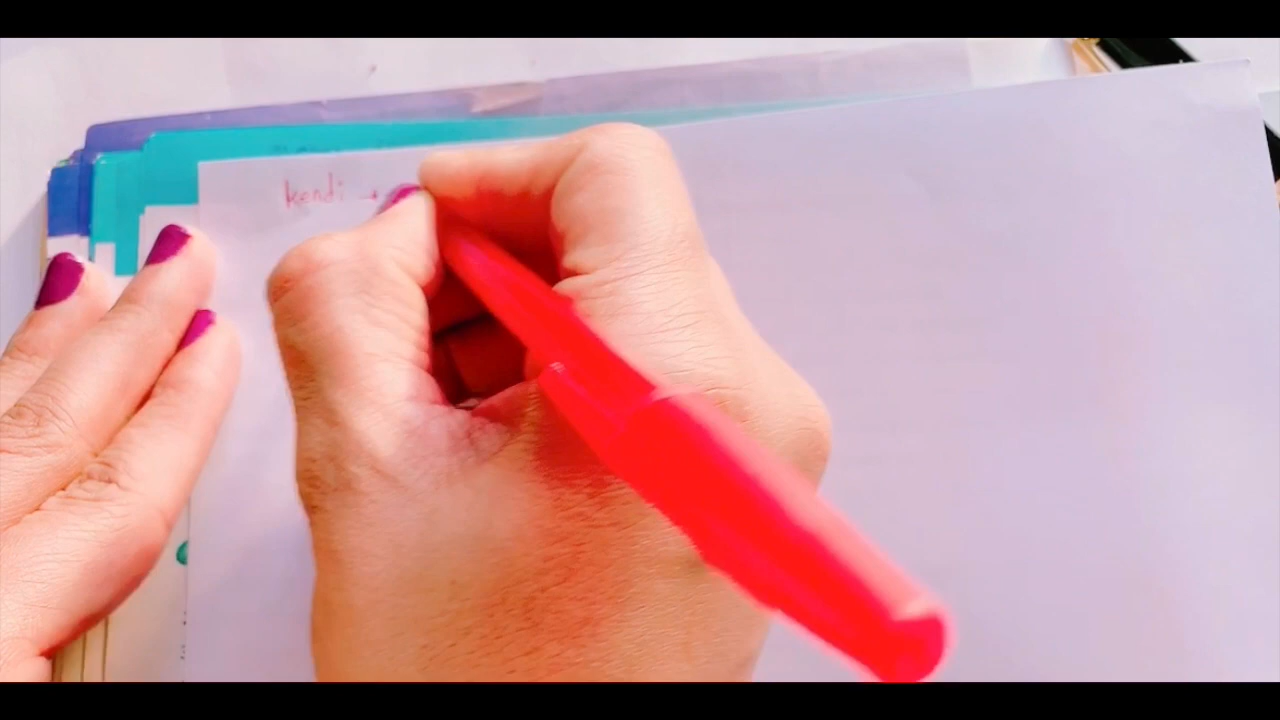 kendi →